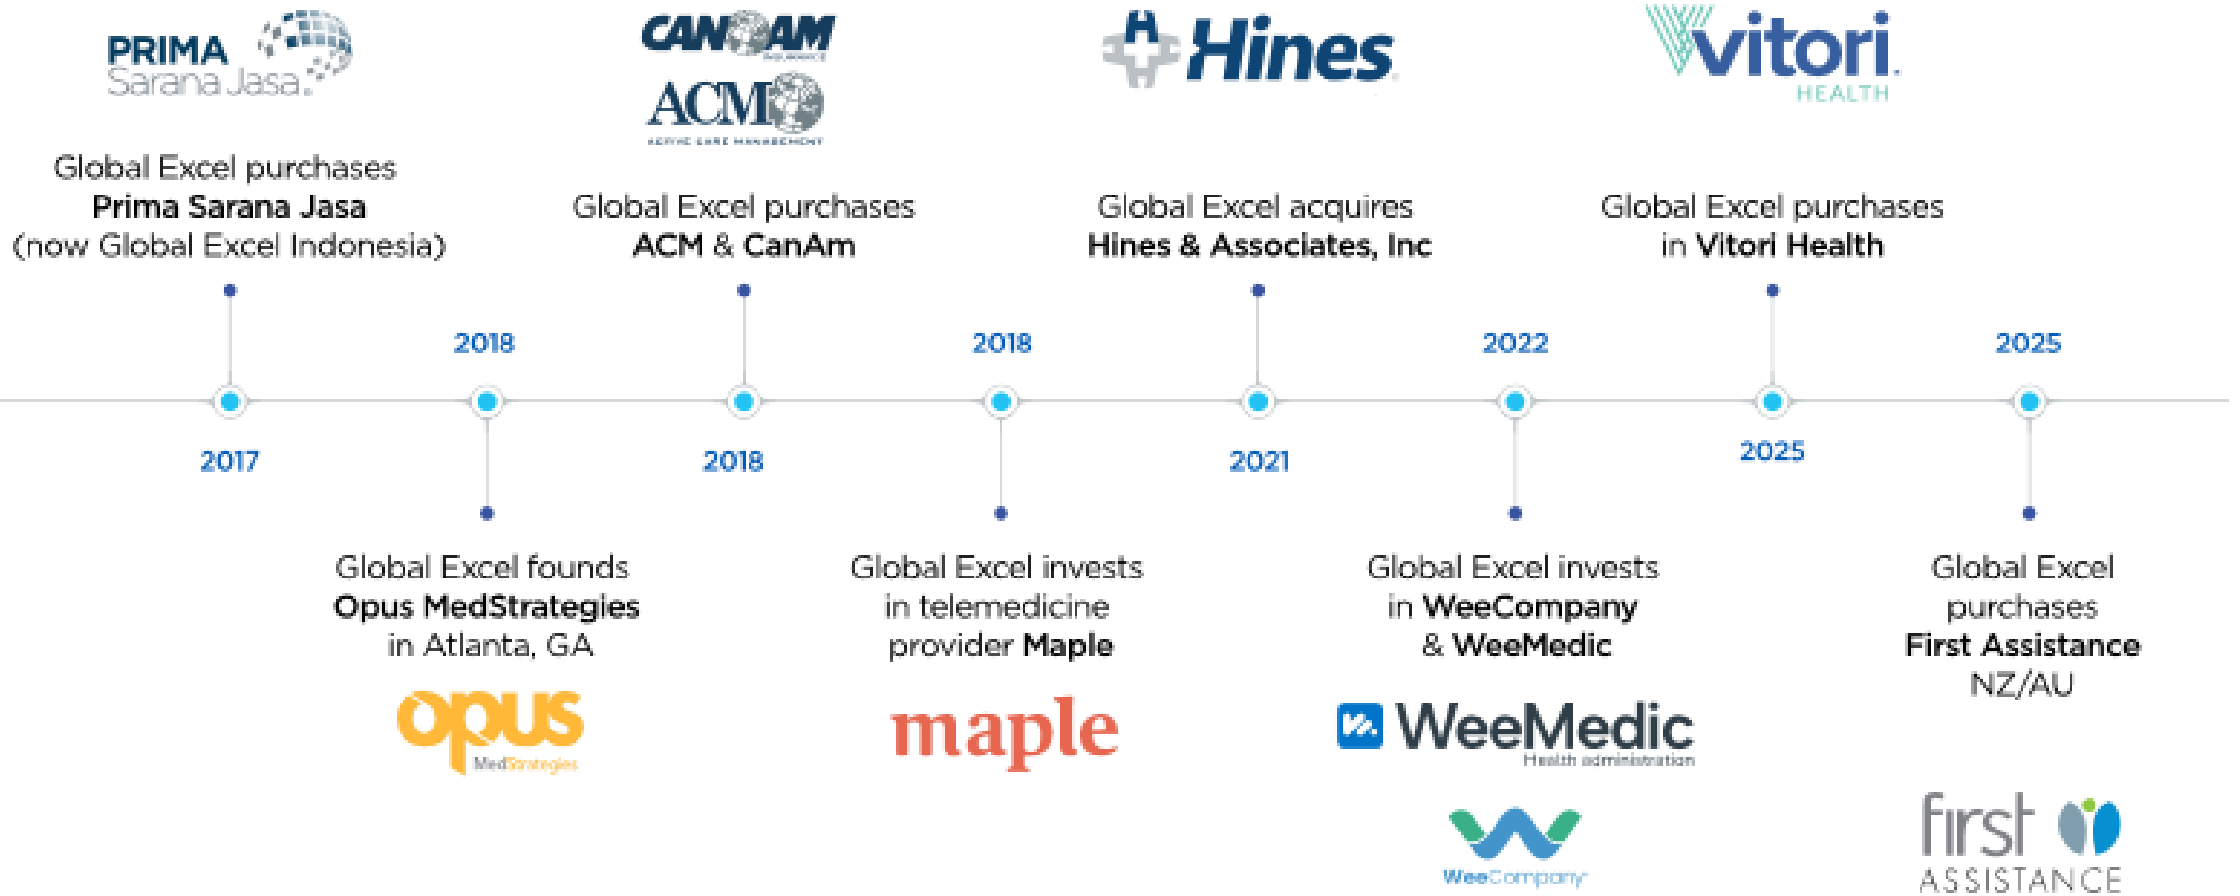 PRIMA
Sarana Jasa
Global Excel purchases
Prima Sarana Jasa
(now Global Excel Indonesia)
2017
2018
Global Excel founds
Opus MedStrategies
in Atlanta, GA
opus
MedStrategies
CANAM
INSURANCE
ACM
ACTIVE CARE MANAGEMENT
Global Excel purchases
ACM & CanAm
2018
2018
Global Excel invests
in telemedicine
provider Maple
maple
Hines
Global Excel acquires
Hines & Associates, Inc
2021
2022
Global Excel invests
in WeeCompany
& WeeMedic
WeeMedic
Health administration
WeeCompany
vitori
HEALTH
Global Excel purchases
in Vitori Health
2025
2025
Global Excel
purchases
First Assistance
NZ/AU
first
ASSISTANCE